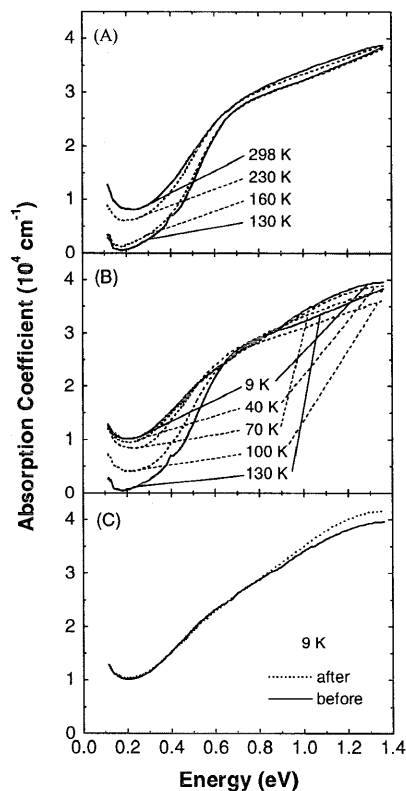 Absorption Coefficient (10⁴ cm⁻¹)
(A)
4
3
2
1
0
298 K
230 K
160 K
130 K
(B)
4
3
2
1
0
9 K
40 K
70 K
100 K
130 K
(C)
4
3
2
1
0
9 K
after
before
0.0 0.2 0.4 0.6 0.8 1.0 1.2 1.4
Energy (eV)